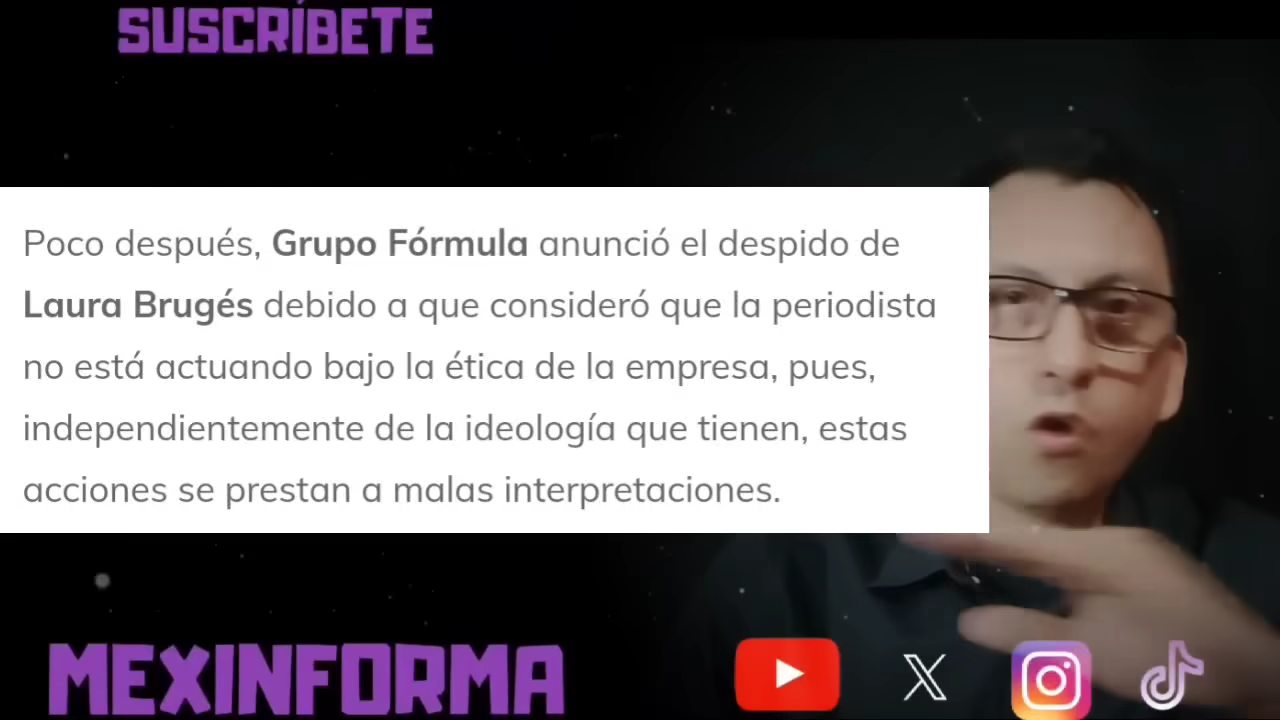 SUSCRÍBETE
Poco después, Grupo Fórmula anunció el despido de
Laura Brugés debido a que consideró que la periodista
no está actuando bajo la ética de la empresa, pues,
independientemente de la ideología que tienen, estas
acciones se prestan a malas interpretaciones.
MEXINFORMA